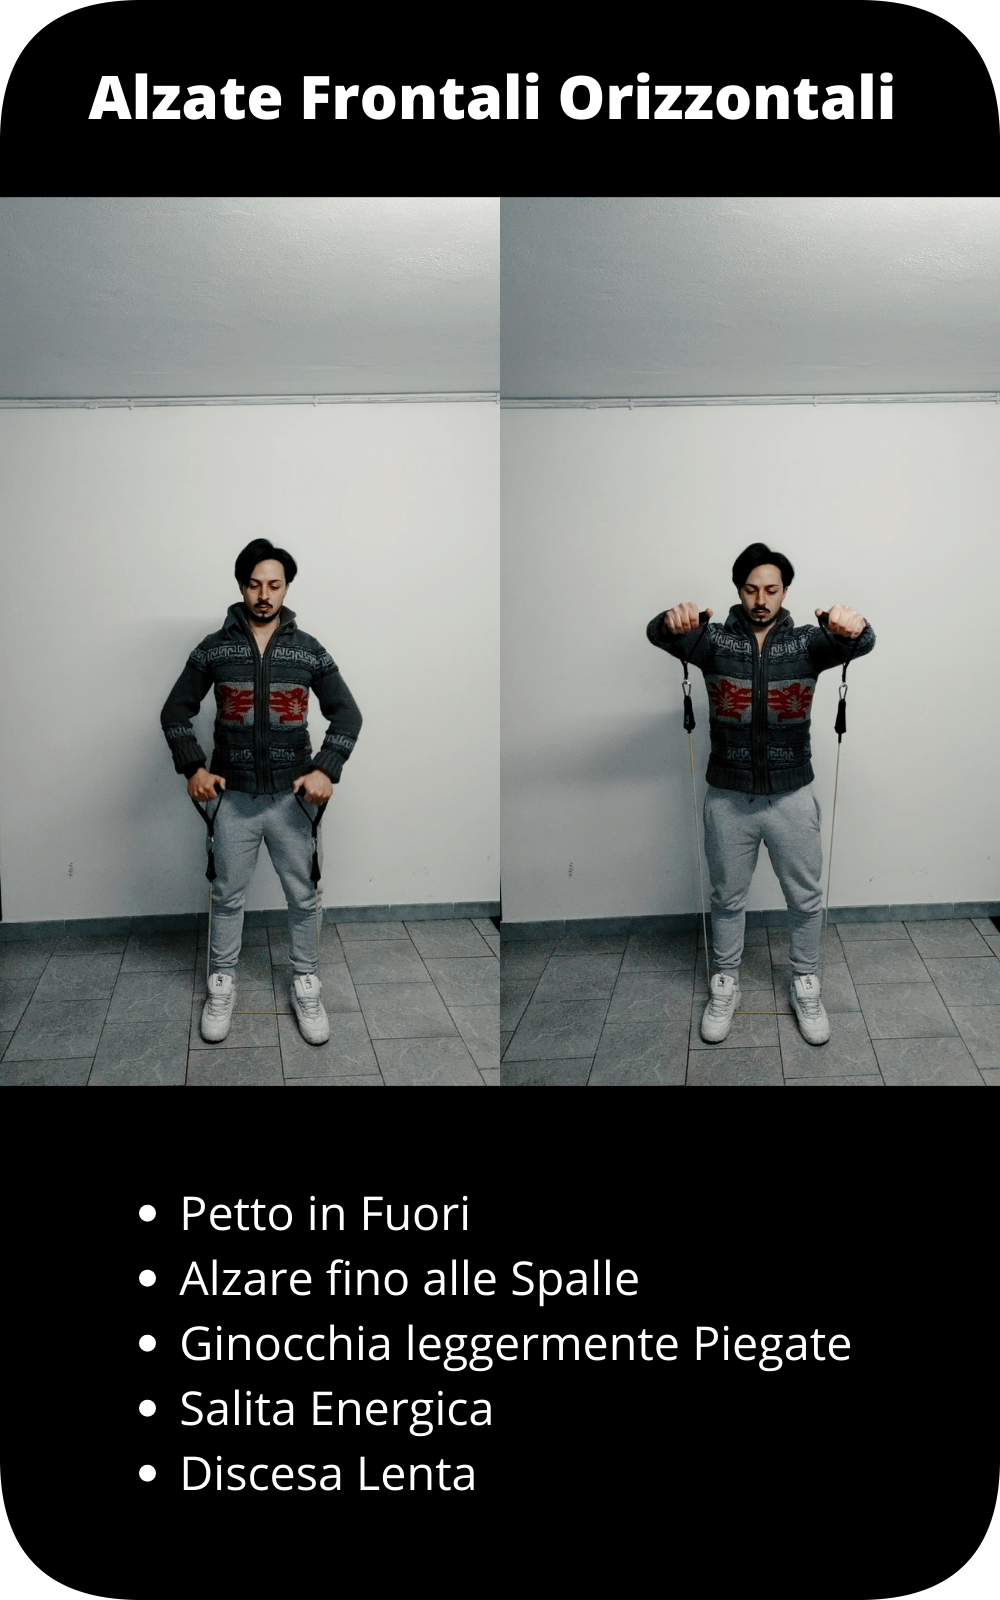 Alzate Frontali Orizzontali
• Petto in Fuori
• Alzare fino alle Spalle
• Ginocchia leggermente Piegate
• Salita Energica
• Discesa Lenta